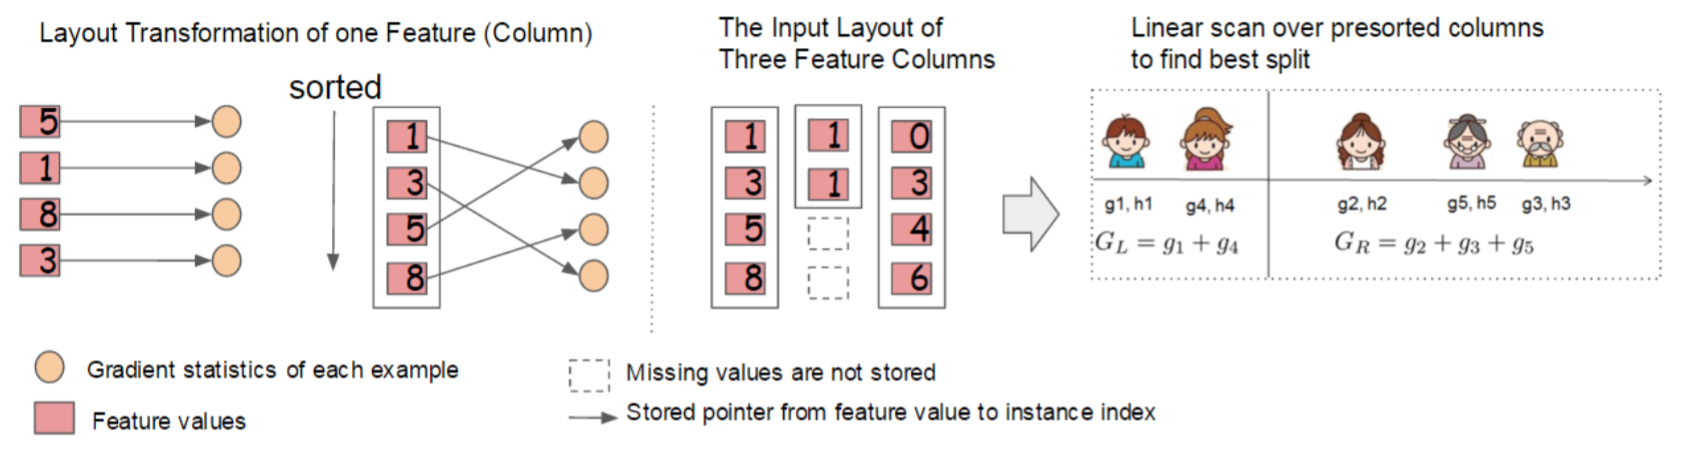 Layout Transformation of one Feature (Column)
sorted
5
1
8
3
1
3
5
8
The Input Layout of
Three Feature Columns
1
3
5
8
1
1
0
3
4
6
Linear scan over presorted columns
to find best split
g1, h1 g4, h4 g2, h2 g5, h5 g3, h3
G_L = g_1 + g_4 G_R = g_2 + g_3 + g_5
Gradient statistics of each example
Feature values
Missing values are not stored
Stored pointer from feature value to instance index